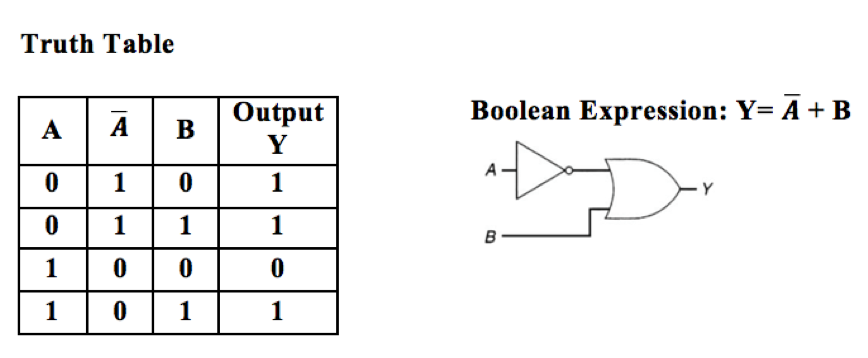 Truth Table
A A̅ B Output Y
0 1 0 1
0 1 1 1
1 0 0 0
1 0 1 1
Boolean Expression: Y= A̅ + B
A
Y
B